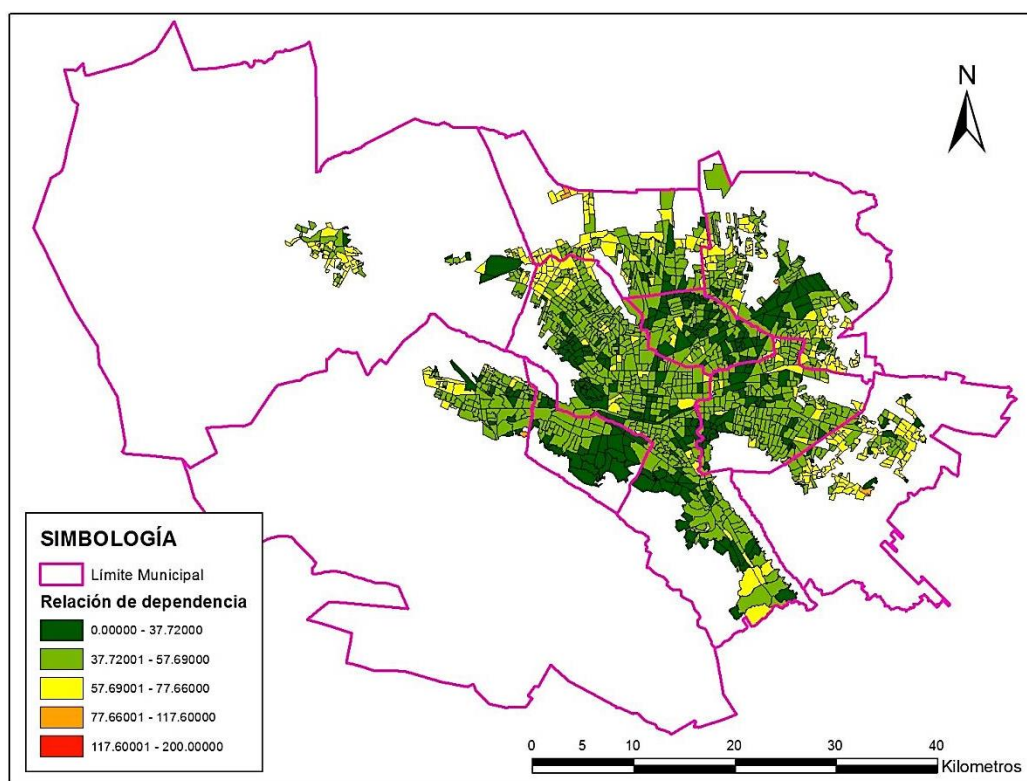 N
SIMBOLOGÍA
Límite Municipal
Relación de dependencia
0.00000 - 37.72000
37.72001 - 57.69000
57.69001 - 77.66000
77.66001 - 117.60000
117.60001 - 200.00000
0 5 10 20 30 40
Kilometros